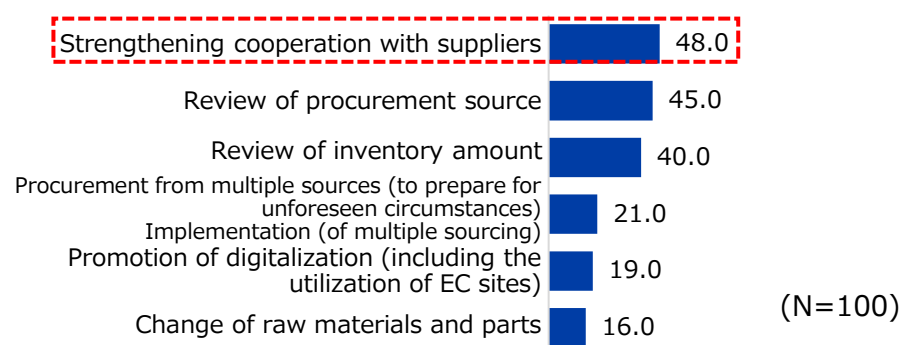 Strengthening cooperation with suppliers 48.0
Review of procurement source 45.0
Review of inventory amount 40.0
Procurement from multiple sources (to prepare for
unforeseen circumstances)
Implementation (of multiple sourcing) 21.0
Promotion of digitalization (including the
utilization of EC sites) 19.0
Change of raw materials and parts 16.0
(N=100)